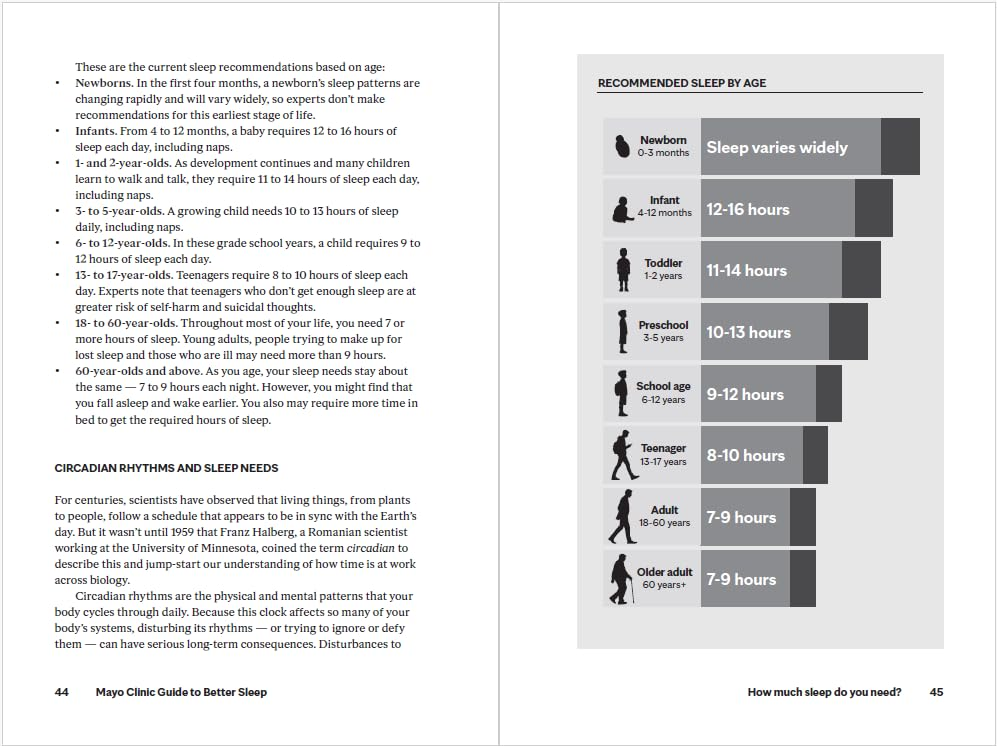 These are the current sleep recommendations based on age:
• Newborns. In the first four months, a newborn’s sleep patterns are
changing rapidly and will vary widely, so experts don’t make
recommendations for this earliest stage of life.
• Infants. From 4 to 12 months, a baby requires 12 to 16 hours of
sleep each day, including naps.
• 1- and 2-year-olds. As development continues and many children
learn to walk and talk, they require 11 to 14 hours of sleep each day,
including naps.
• 3- to 5-year-olds. A growing child needs 10 to 13 hours of sleep
daily, including naps.
• 6- to 12-year-olds. In these grade school years, a child requires 9 to
12 hours of sleep each day.
• 13- to 17-year-olds. Teenagers require 8 to 10 hours of sleep each
day. Experts note that teenagers who don’t get enough sleep are at
greater risk of self-harm and suicidal thoughts.
• 18- to 60-year-olds. Throughout most of your life, you need 7 or
more hours of sleep. Young adults, people trying to make up for
lost sleep and those who are ill may need more than 9 hours.
• 60-year-olds and above. As you age, your sleep needs stay about
the same — 7 to 9 hours each night. However, you might find that
you fall asleep and wake earlier. You also may require more time in
bed to get the required hours of sleep.
CIRCADIAN RHYTHMS AND SLEEP NEEDS
For centuries, scientists have observed that living things, from plants
to people, follow a schedule that appears to be in sync with the Earth’s
day. But it wasn’t until 1959 that Franz Halberg, a Romanian scientist
working at the University of Minnesota, coined the term circadian to
describe this and jump-start our understanding of how time is at work
across biology.
Circadian rhythms are the physical and mental patterns that your
body cycles through daily. Because this clock affects so many of your
body’s systems, disturbing its rhythms — or trying to ignore or defy
them — can have serious long-term consequences. Disturbances to
44 Mayo Clinic Guide to Better Sleep
RECOMMENDED SLEEP BY AGE
Newborn
0-3 months
Sleep varies widely
Infant
4-12 months
12-16 hours
Toddler
1-2 years
11-14 hours
Preschool
3-5 years
10-13 hours
School age
6-12 years
9-12 hours
Teenager
13-17 years
8-10 hours
Adult
18-60 years
7-9 hours
Older adult
60 years+
7-9 hours
How much sleep do you need? 45